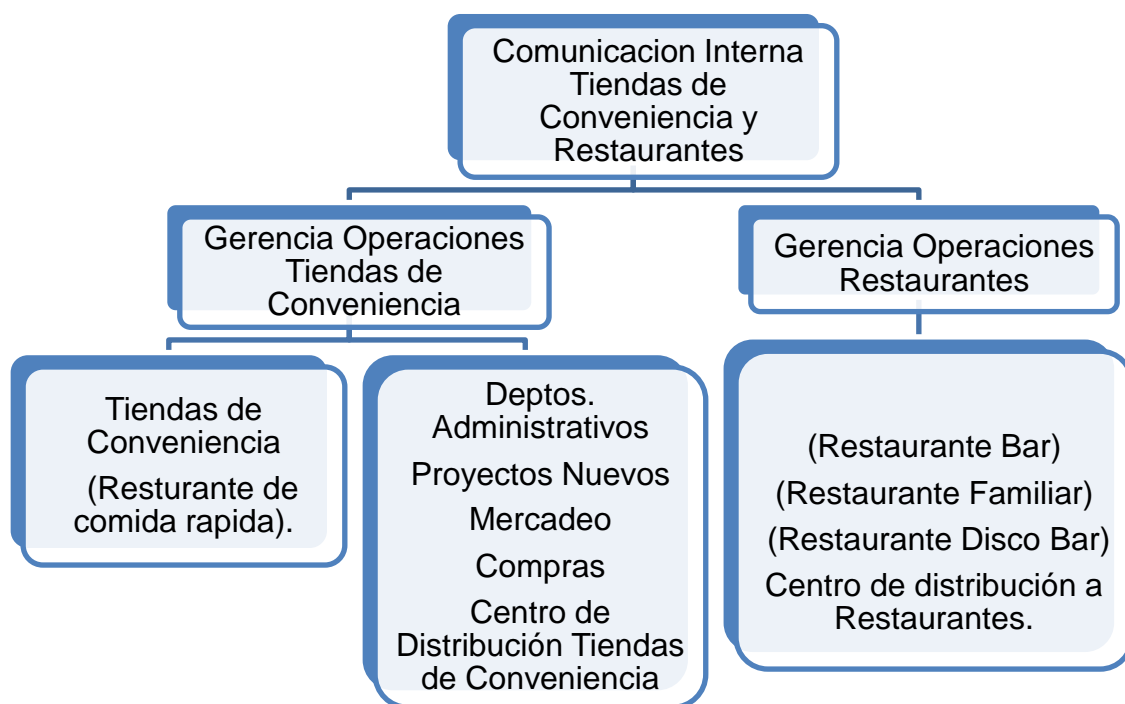 Comunicacion Interna
Tiendas de
Conveniencia y
Restaurantes
Gerencia Operaciones
Tiendas de
Conveniencia
Gerencia Operaciones
Restaurantes
Tiendas de
Conveniencia
(Resturante de
comida rapida).
Deptos.
Administrativos
Proyectos Nuevos
Mercadeo
Compras
Centro de
Distribución Tiendas
de Conveniencia
(Restaurante Bar)
(Restaurante Familiar)
(Restaurante Disco Bar)
Centro de distribución a
Restaurantes.